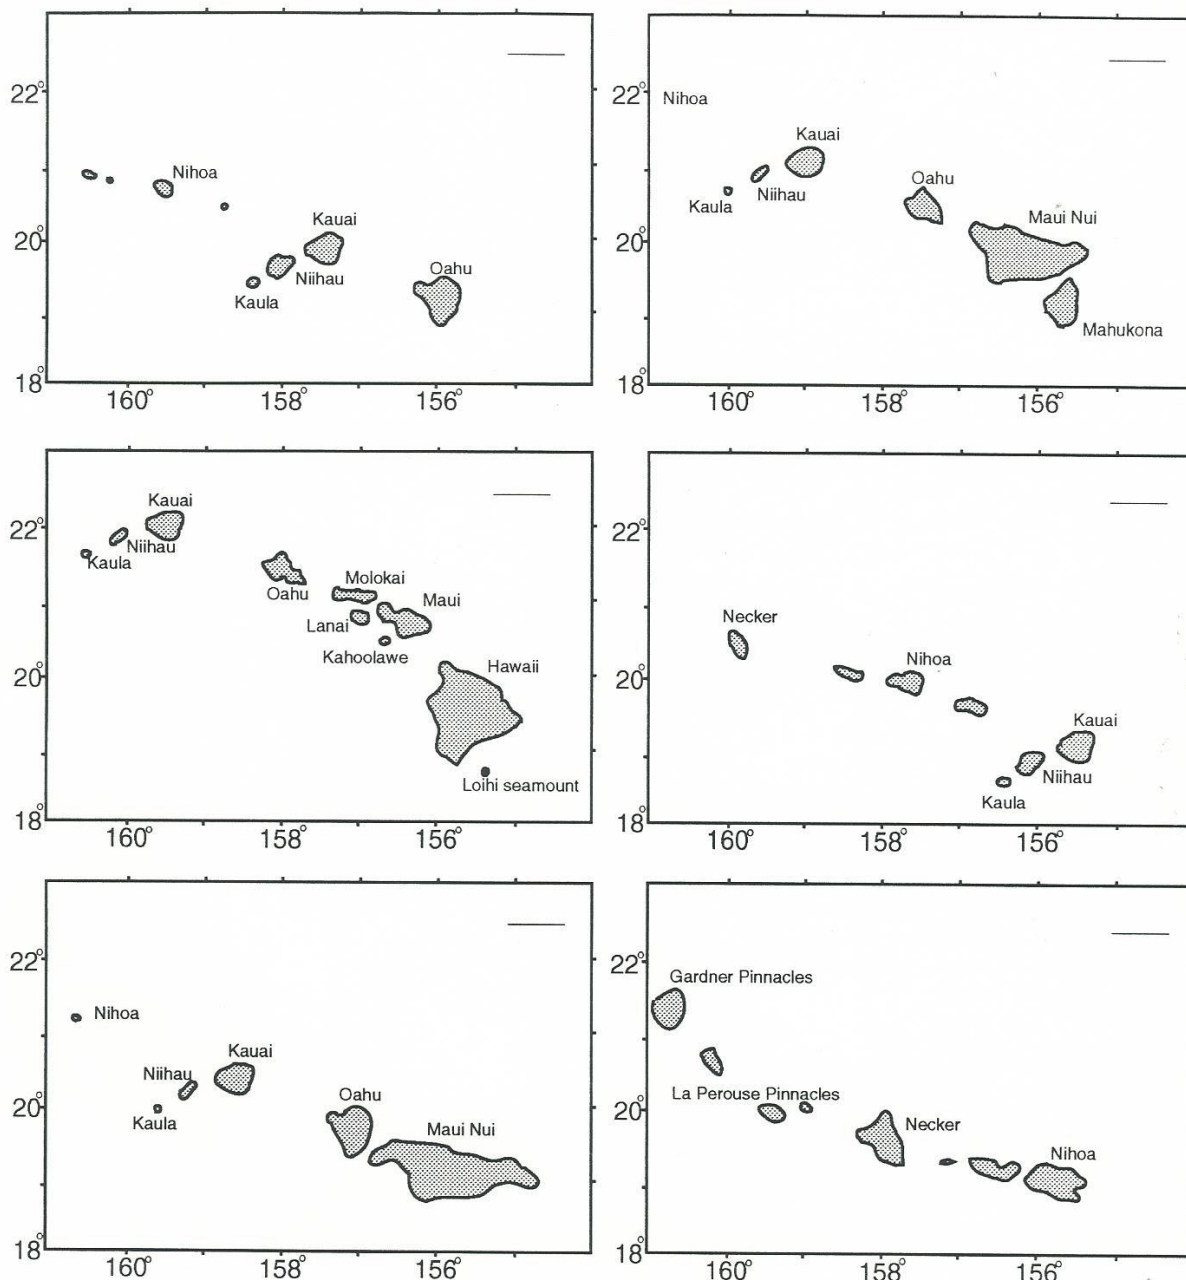 22°
20°
18°
160°
158°
156°
Nihoa
Kauai
Niihau
Kaula
Oahu
22°
20°
18°
160°
158°
156°
Nihoa
Kauai
Niihau
Kaula
Oahu
Maui Nui
Mahukona
22°
20°
18°
160°
158°
156°
Kauai
Niihau
Kaula
Oahu
Molokai
Maui
Lanai
Kahoolawe
Hawaii
Loihi seamount
22°
20°
18°
160°
158°
156°
Necker
Nihoa
Kauai
Niihau
Kaula
22°
20°
18°
160°
158°
156°
Nihoa
Kauai
Niihau
Kaula
Oahu
Maui Nui
22°
20°
18°
160°
158°
156°
Gardner Pinnacles
La Perouse Pinnacles
Necker
Nihoa